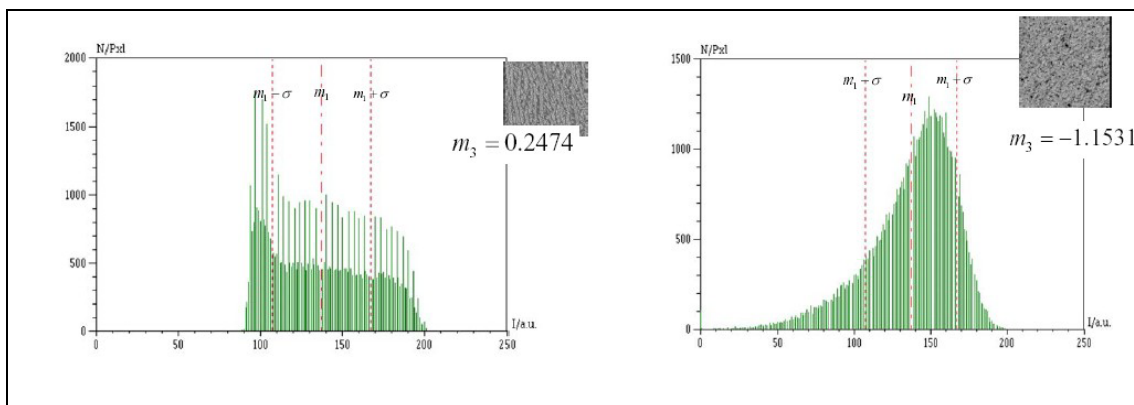 N/Pxl
2000
1500
1000
500
0
0 50 100 150 200 250
I/a.u.
m₁ − σ
m₁
m₁ + σ
m₃ = 0.2474
N/Pxl
1500
1000
500
0
0 50 100 150 200 250
I/a.u.
m₁ − σ
m₁
m₁ + σ
m₃ = −1.1531